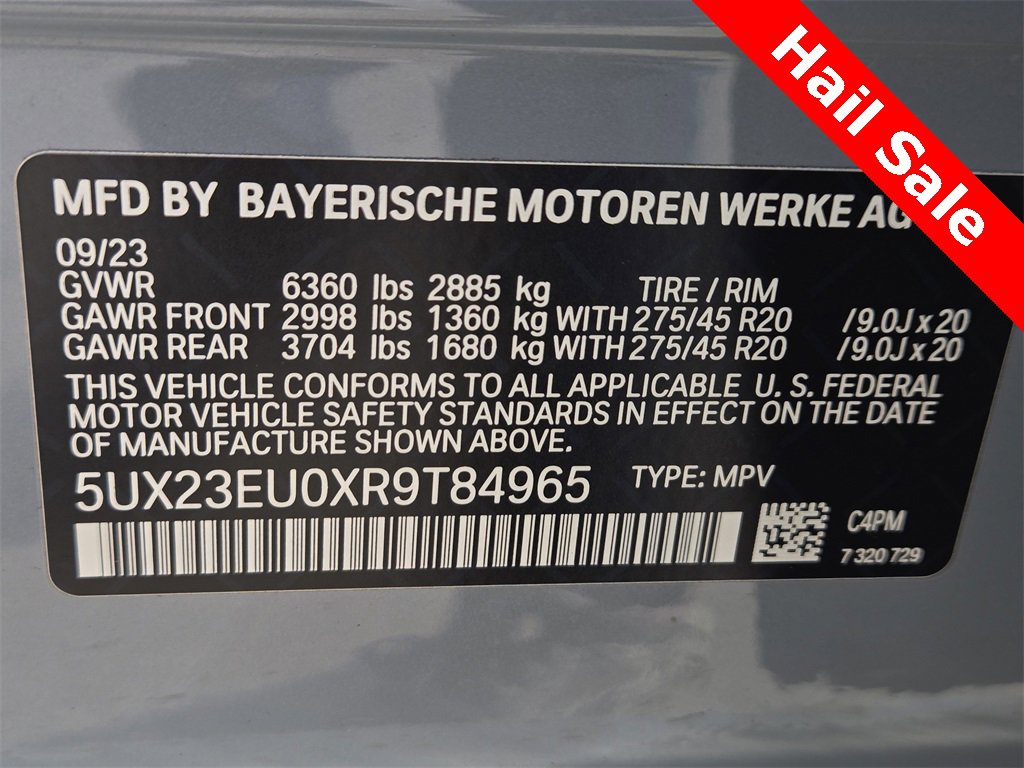 Hail Sale
MFD BY BAYERISCHE MOTOREN WERKE AG
09/23
GVWR 6360 lbs 2885 kg TIRE / RIM
GAWR FRONT 2998 lbs 1360 kg WITH 275/45 R20 /9.0J x 20
GAWR REAR 3704 lbs 1680 kg WITH 275/45 R20 /9.0J x 20
THIS VEHICLE CONFORMS TO ALL APPLICABLE U. S. FEDERAL
MOTOR VEHICLE SAFETY STANDARDS IN EFFECT ON THE DATE
OF MANUFACTURE SHOWN ABOVE.
5UX23EU0XR9T84965 TYPE: MPV
C4PM
7 320 729